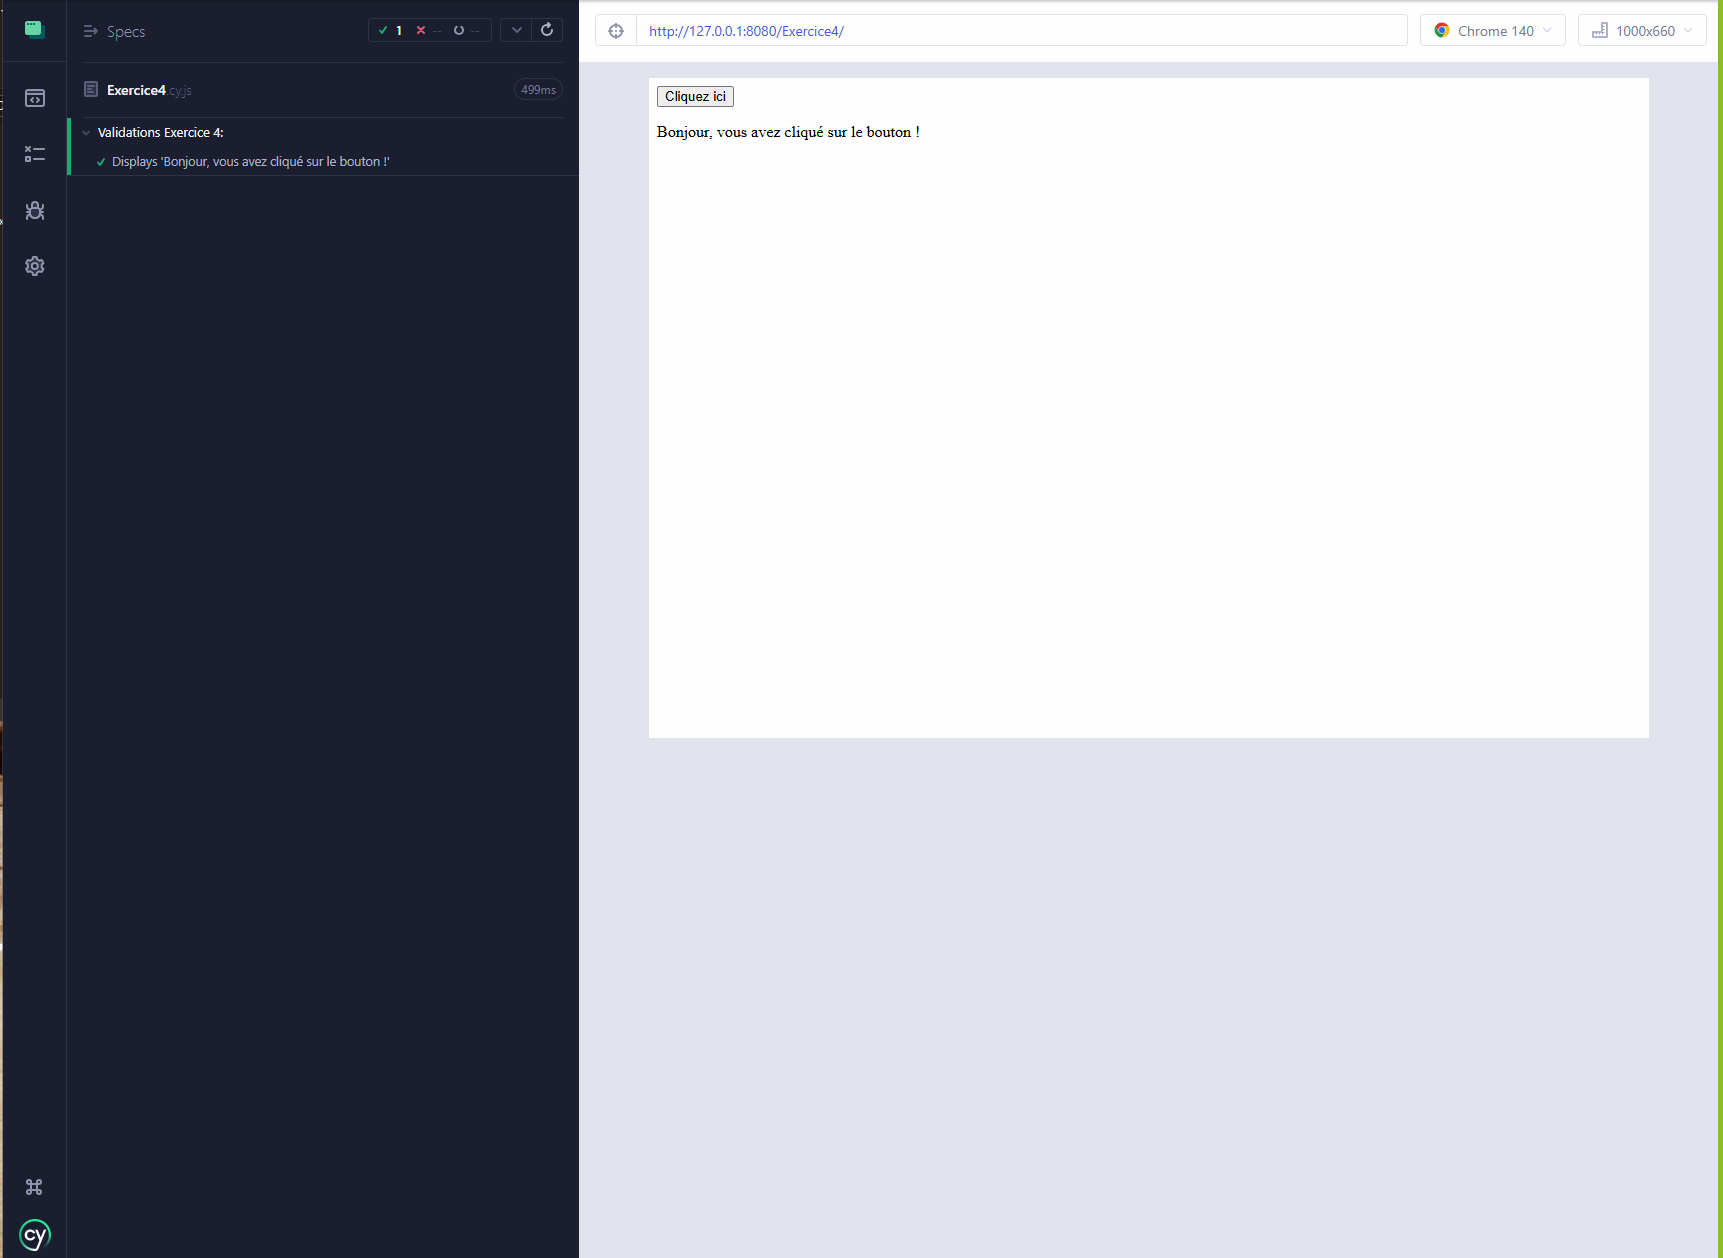 Specs
1 -- --
Exercice4.cy.js
499ms
Validations Exercice 4:
Displays 'Bonjour, vous avez cliqué sur le bouton !'
cy
http://127.0.0.1:8080/Exercice4/
Chrome 140
1000x660
Cliquez ici
Bonjour, vous avez cliqué sur le bouton !